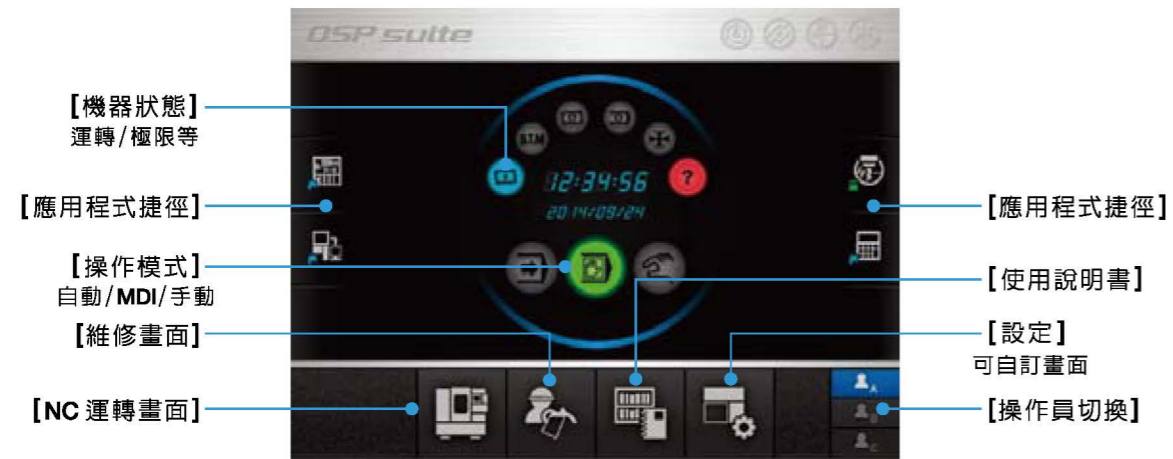 OSP suite
[機器狀態]
運轉/極限等
S.T.M
12:34:56
2014/09/24
?
[應用程式捷徑]
[應用程式捷徑]
[操作模式]
自動/MDI/手動
[使用說明書]
[維修畫面]
[設定]
可自訂畫面
[NC 運轉畫面]
A
B
C
[操作員切換]